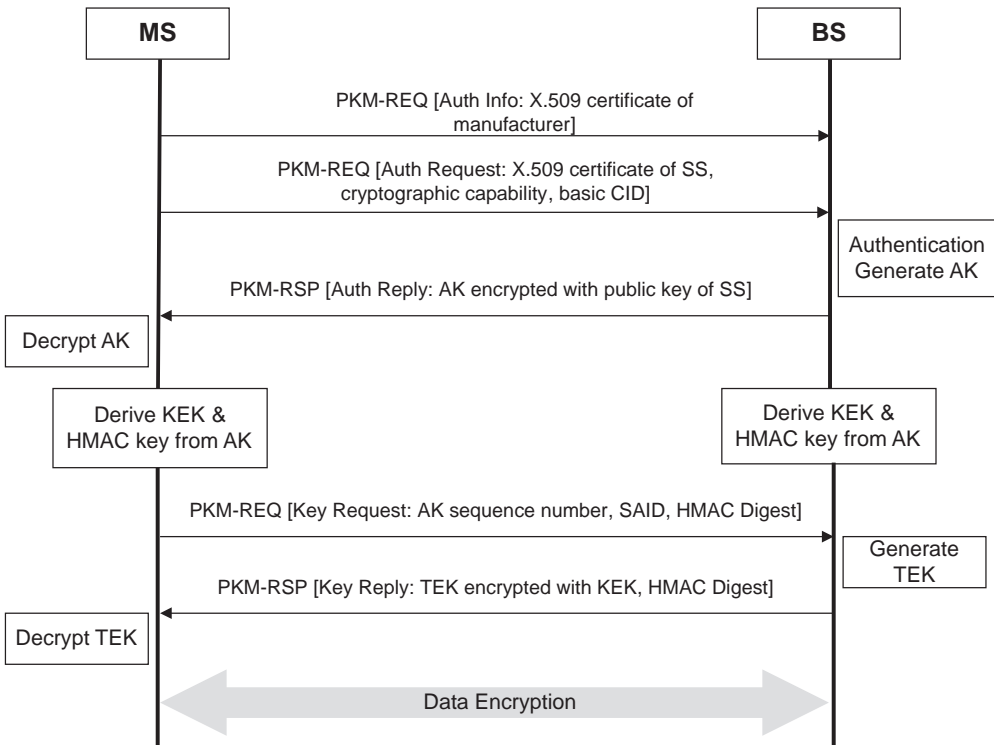 MS
BS
PKM-REQ [Auth Info: X.509 certificate of
manufacturer]
PKM-REQ [Auth Request: X.509 certificate of SS,
cryptographic capability, basic CID]
Authentication
Generate AK
PKM-RSP [Auth Reply: AK encrypted with public key of SS]
Decrypt AK
Derive KEK &
HMAC key from AK
Derive KEK &
HMAC key from AK
PKM-REQ [Key Request: AK sequence number, SAID, HMAC Digest]
Generate
TEK
PKM-RSP [Key Reply: TEK encrypted with KEK, HMAC Digest]
Decrypt TEK
Data Encryption